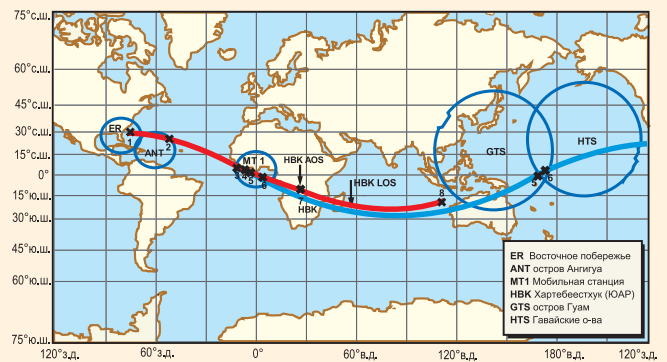 75°с.ш.
60°с.ш.
45°с.ш.
30°с.ш.
15°с.ш.
0°
15°ю.ш.
30°ю.ш.
45°ю.ш.
60°ю.ш.
75°ю.ш.
ER
1
2
ANT
MT 1
3
4
5
6
HBK AOS
HBK LOS
7
HBK
8
GTS
HTS
5
6
ER Восточное побережье
ANT остров Ангигуа
MT1 Мобильная станция
HBK Хартебеестхук (ЮАР)
GTS остров Гуам
HTS Гавайские о-ва
120°з.д. 60°з.д. 0° 60°в.д. 120°в.д. 180° 120°з.д.